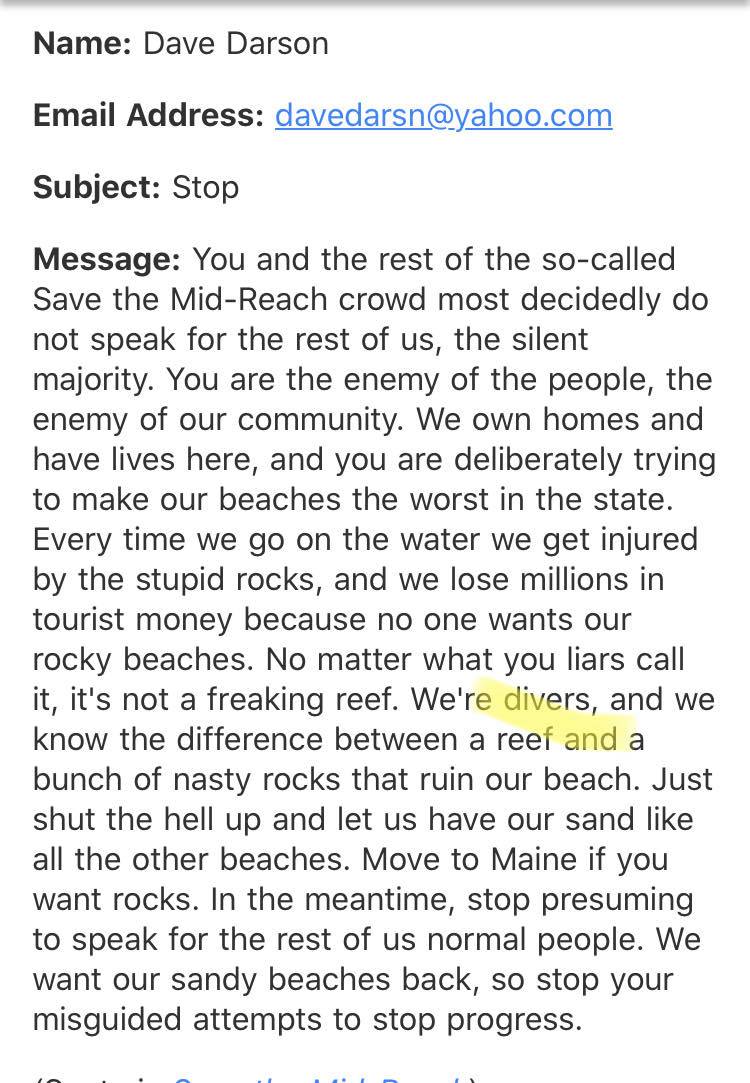 Name: Dave Darson
Email Address: davedarsn@yahoo.com
Subject: Stop
Message: You and the rest of the so-called
Save the Mid-Reach crowd most decidedly do
not speak for the rest of us, the silent
majority. You are the enemy of the people, the
enemy of our community. We own homes and
have lives here, and you are deliberately trying
to make our beaches the worst in the state.
Every time we go on the water we get injured
by the stupid rocks, and we lose millions in
tourist money because no one wants our
rocky beaches. No matter what you liars call
it, it's not a freaking reef. We're divers, and we
know the difference between a reef and a
bunch of nasty rocks that ruin our beach. Just
shut the hell up and let us have our sand like
all the other beaches. Move to Maine if you
want rocks. In the meantime, stop presuming
to speak for the rest of us normal people. We
want our sandy beaches back, so stop your
misguided attempts to stop progress.